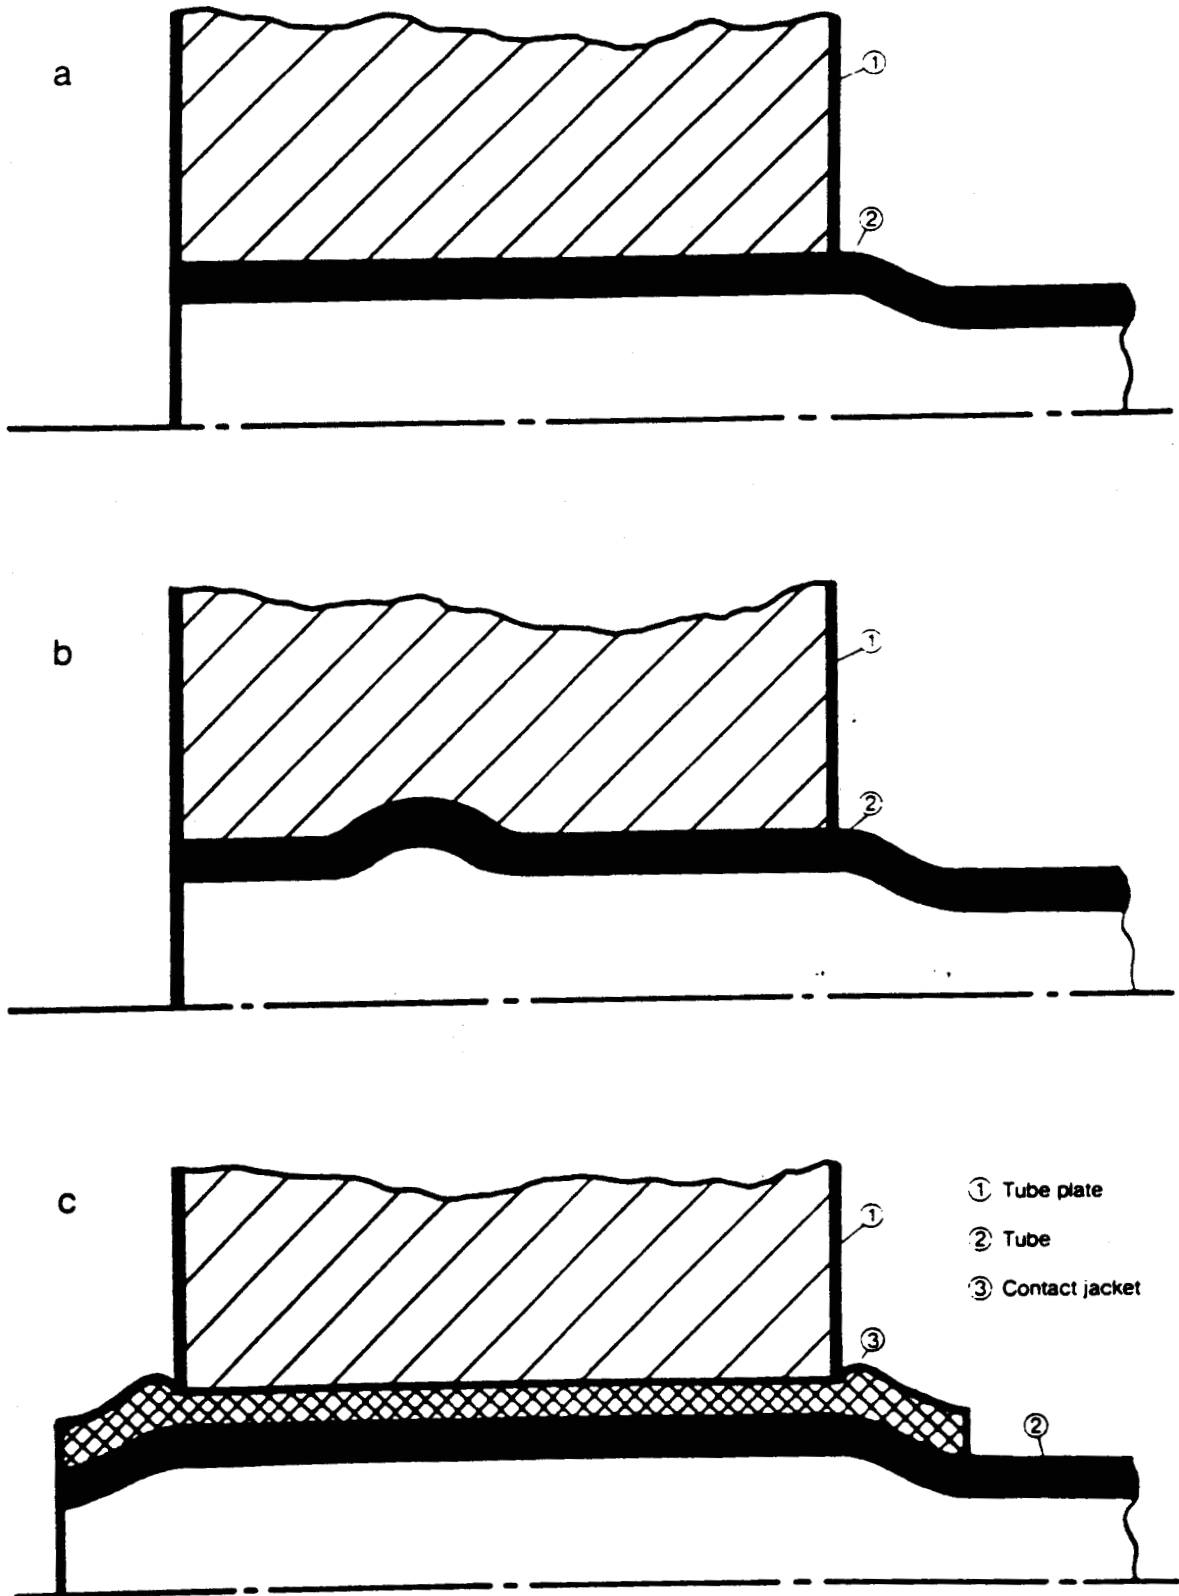 a
①
②
b
①
②
c
①
① Tube plate
② Tube
③ Contact jacket
③
②